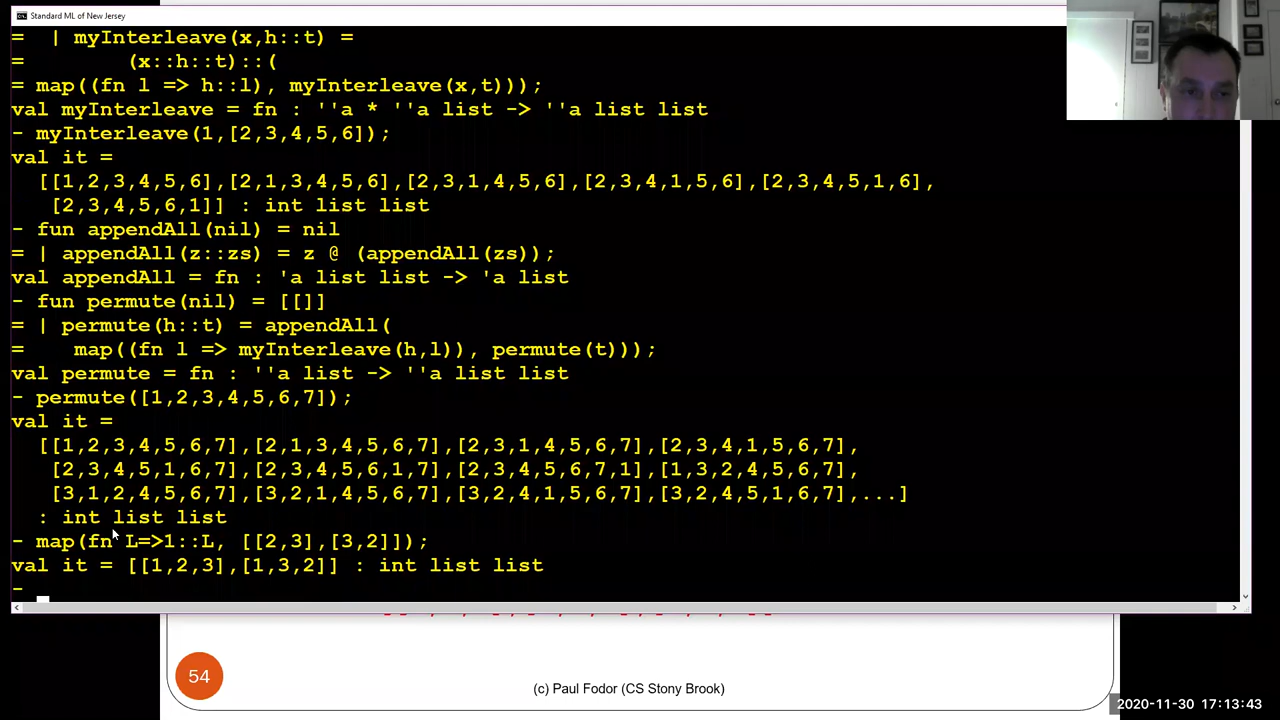 Standard ML of New Jersey
= | myInterleave(x,h::t) =
= (x::h::t)::(
= map((fn l => h::l), myInterleave(x,t)));
val myInterleave = fn : ''a * ''a list -> ''a list list
- myInterleave(1,[2,3,4,5,6]);
val it =
[[1,2,3,4,5,6],[2,1,3,4,5,6],[2,3,1,4,5,6],[2,3,4,1,5,6],[2,3,4,5,1,6],
[2,3,4,5,6,1]] : int list list
- fun appendAll(nil) = nil
= | appendAll(z::zs) = z @ (appendAll(zs));
val appendAll = fn : 'a list list -> 'a list
- fun permute(nil) = [[]]
= | permute(h::t) = appendAll(
= map((fn l => myInterleave(h,l)), permute(t)));
val permute = fn : ''a list -> ''a list list
- permute([1,2,3,4,5,6,7]);
val it =
[[1,2,3,4,5,6,7],[2,1,3,4,5,6,7],[2,3,1,4,5,6,7],[2,3,4,1,5,6,7],
[2,3,4,5,1,6,7],[2,3,4,5,6,1,7],[2,3,4,5,6,7,1],[1,3,2,4,5,6,7],
[3,1,2,4,5,6,7],[3,2,1,4,5,6,7],[3,2,4,1,5,6,7],[3,2,4,5,1,6,7],...]
: int list list
- map(fn L=>1::L, [[2,3],[3,2]]);
val it = [[1,2,3],[1,3,2]] : int list list
-
54
(c) Paul Fodor (CS Stony Brook)
2020-11-30 17:13:43